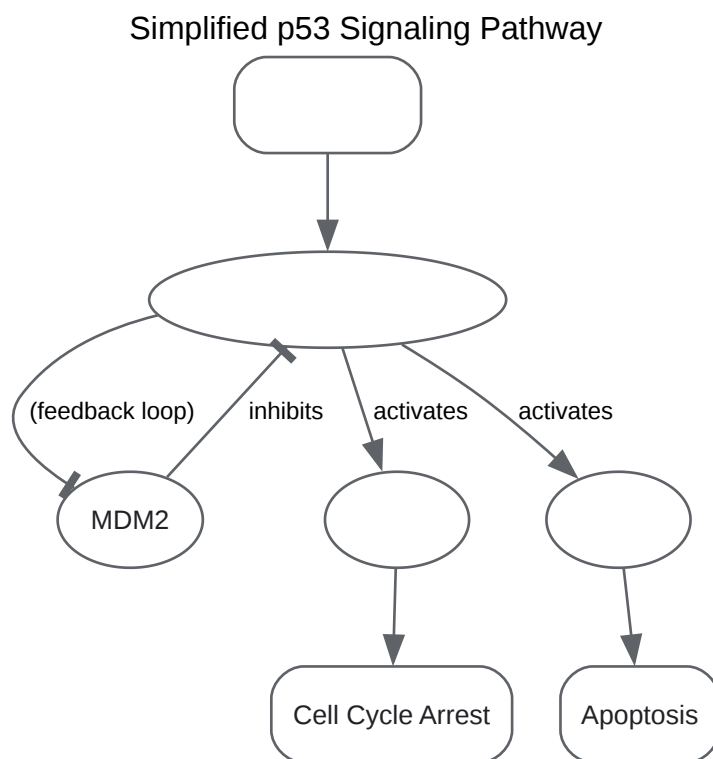 Simplified p53 Signaling Pathway
(feedback loop)
inhibits
activates
activates
MDM2
Cell Cycle Arrest
Apoptosis